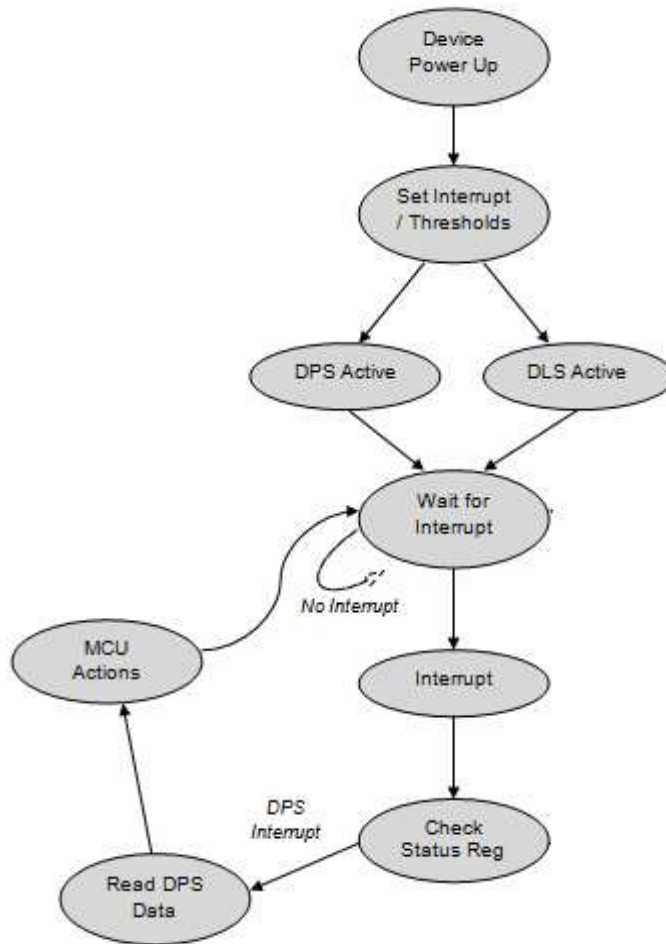 Device
Power Up
Set Interrupt
/ Thresholds
DPS Active
DLS Active
Wait for
Interrupt
No Interrupt
MCU
Actions
Interrupt
DPS
Interrupt
Check
Status Reg
Read DPS
Data